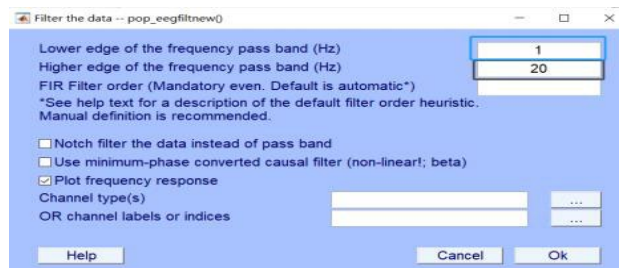 Filter the data -- pop_eegfiltnew()
Lower edge of the frequency pass band (Hz) 1
Higher edge of the frequency pass band (Hz) 20
FIR Filter order (Mandatory even. Default is automatic*)
*See help text for a description of the default filter order heuristic.
Manual definition is recommended.
Notch filter the data instead of pass band
Use minimum-phase converted causal filter (non-linear!; beta)
Plot frequency response
Channel type(s) ...
OR channel labels or indices ...
Help Cancel Ok